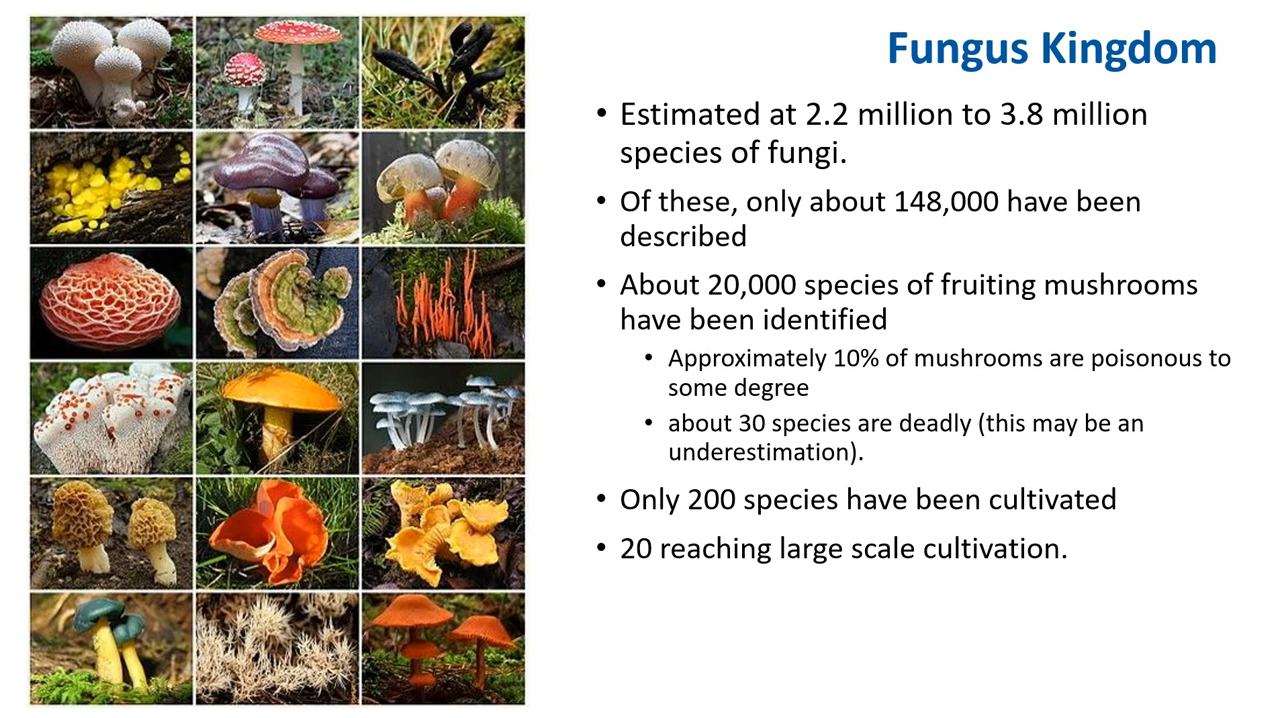 Fungus Kingdom
• Estimated at 2.2 million to 3.8 million
species of fungi.
• Of these, only about 148,000 have been
described
• About 20,000 species of fruiting mushrooms
have been identified
• Approximately 10% of mushrooms are poisonous to
some degree
• about 30 species are deadly (this may be an
underestimation).
• Only 200 species have been cultivated
• 20 reaching large scale cultivation.